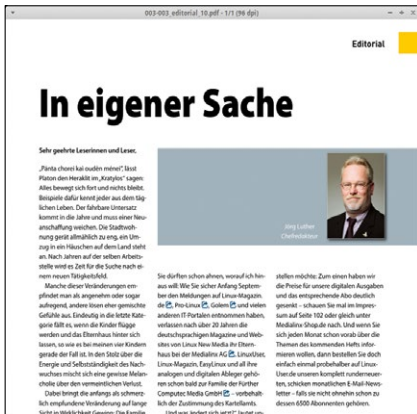 003-003_editorial_10.pdf - 1/1 (96 dpi)
Editorial
In eigener Sache
Sehr geehrte Leserinnen und Leser,
„Pánta chorei kaì oudèn ménei“, lässt
Platon den Heraklit im „Kratylos“ sagen:
Alles bewegt sich fort und nichts bleibt.
Beispiele dafür kennt jeder aus dem täg-
lichen Leben. Der fahrbare Untersatz
kommt in die Jahre und muss einer Neu-
anschaffung weichen. Die Stadtwoh-
nung gerät allmählich zu eng, ein Um-
zug in ein Häuschen auf dem Land steht
an. Nach Jahren auf der selben Arbeits-
stelle wird es Zeit für die Suche nach ei-
nem neuen Tätigkeitsfeld.
Manche dieser Veränderungen em-
pfindet man als angenehm oder sogar
aufregend, andere lösen eher gemischte
Gefühle aus. Eindeutig in die letzte Kate-
gorie fällt es, wenn die Kinder flügge
werden und das Elternhaus hinter sich
lassen, so wie es bei meinen vier Kindern
gerade der Fall ist. In den Stolz über die
Energie und Selbstständigkeit des Nach-
wuchses mischt sich eine gewisse Melan-
cholie über den vermeintlichen Verlust.
Dabei bringt die anfangs als schmerz-
lich empfundene Veränderung auf lange
Sicht in Wirklichkeit Gewinn: Die Familie
Jörg Luther
Chefredakteur
Sie dürften schon ahnen, worauf ich hin-
aus will: Wie Sie sicher Anfang Septem-
ber den Meldungen auf Linux-Magazin.
de, Pro-Linux, Golem und vielen
anderen IT-Portalen entnommen haben,
verlassen nach über 20 Jahren die
deutschsprachigen Magazine und Web-
sites von Linux New Media ihr Eltern-
haus bei der Medialinx AG. LinuxUser,
Linux-Magazin, EasyLinux und all ihre
analogen und digitalen Ableger gehö-
ren schon bald zur Familie der Fürther
Computec Media GmbH – vorbehalt-
lich der Zustimmung des Kartellamts.
„Und was ändert sich jetzt?“, lautet un-
stellen möchte: Zum einen haben wir
die Preise für unsere digitalen Ausgaben
und das entsprechende Abo deutlich
gesenkt – schauen Sie mal im Impres-
sum auf Seite 102 oder gleich unter
Medialinx-Shop.de nach. Und wenn Sie
sich jeden Monat schon vorab über die
Themen des kommenden Hefts infor-
mieren wollen, dann bestellen Sie doch
einfach einmal probehalber auf Linux-
User.de unseren komplett runderneuer-
ten, schicken monatlichen E-Mail-News-
letter – falls sie nicht ohnehin schon zu
dessen 6500 Abonnenten gehören.